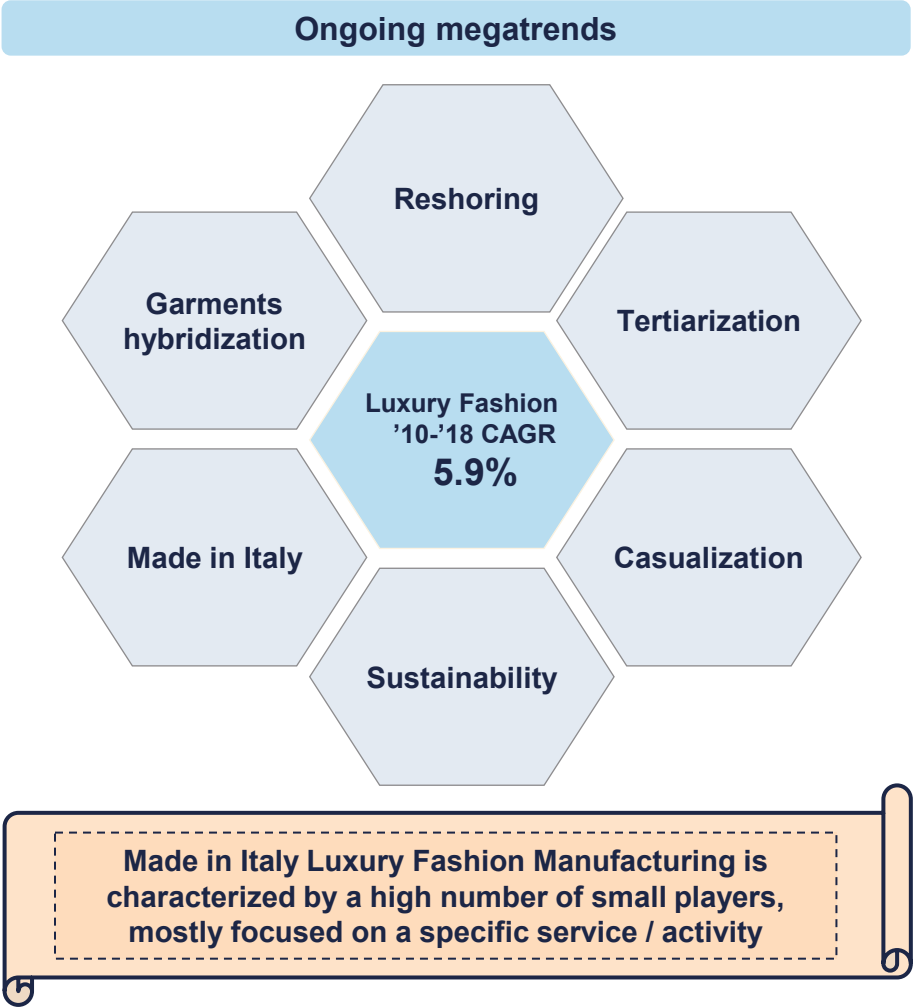 Ongoing megatrends
Reshoring
Garments
hybridization
Tertiarization
Luxury Fashion
’10-’18 CAGR
5.9%
Made in Italy
Casualization
Sustainability
Made in Italy Luxury Fashion Manufacturing is
characterized by a high number of small players,
mostly focused on a specific service / activity